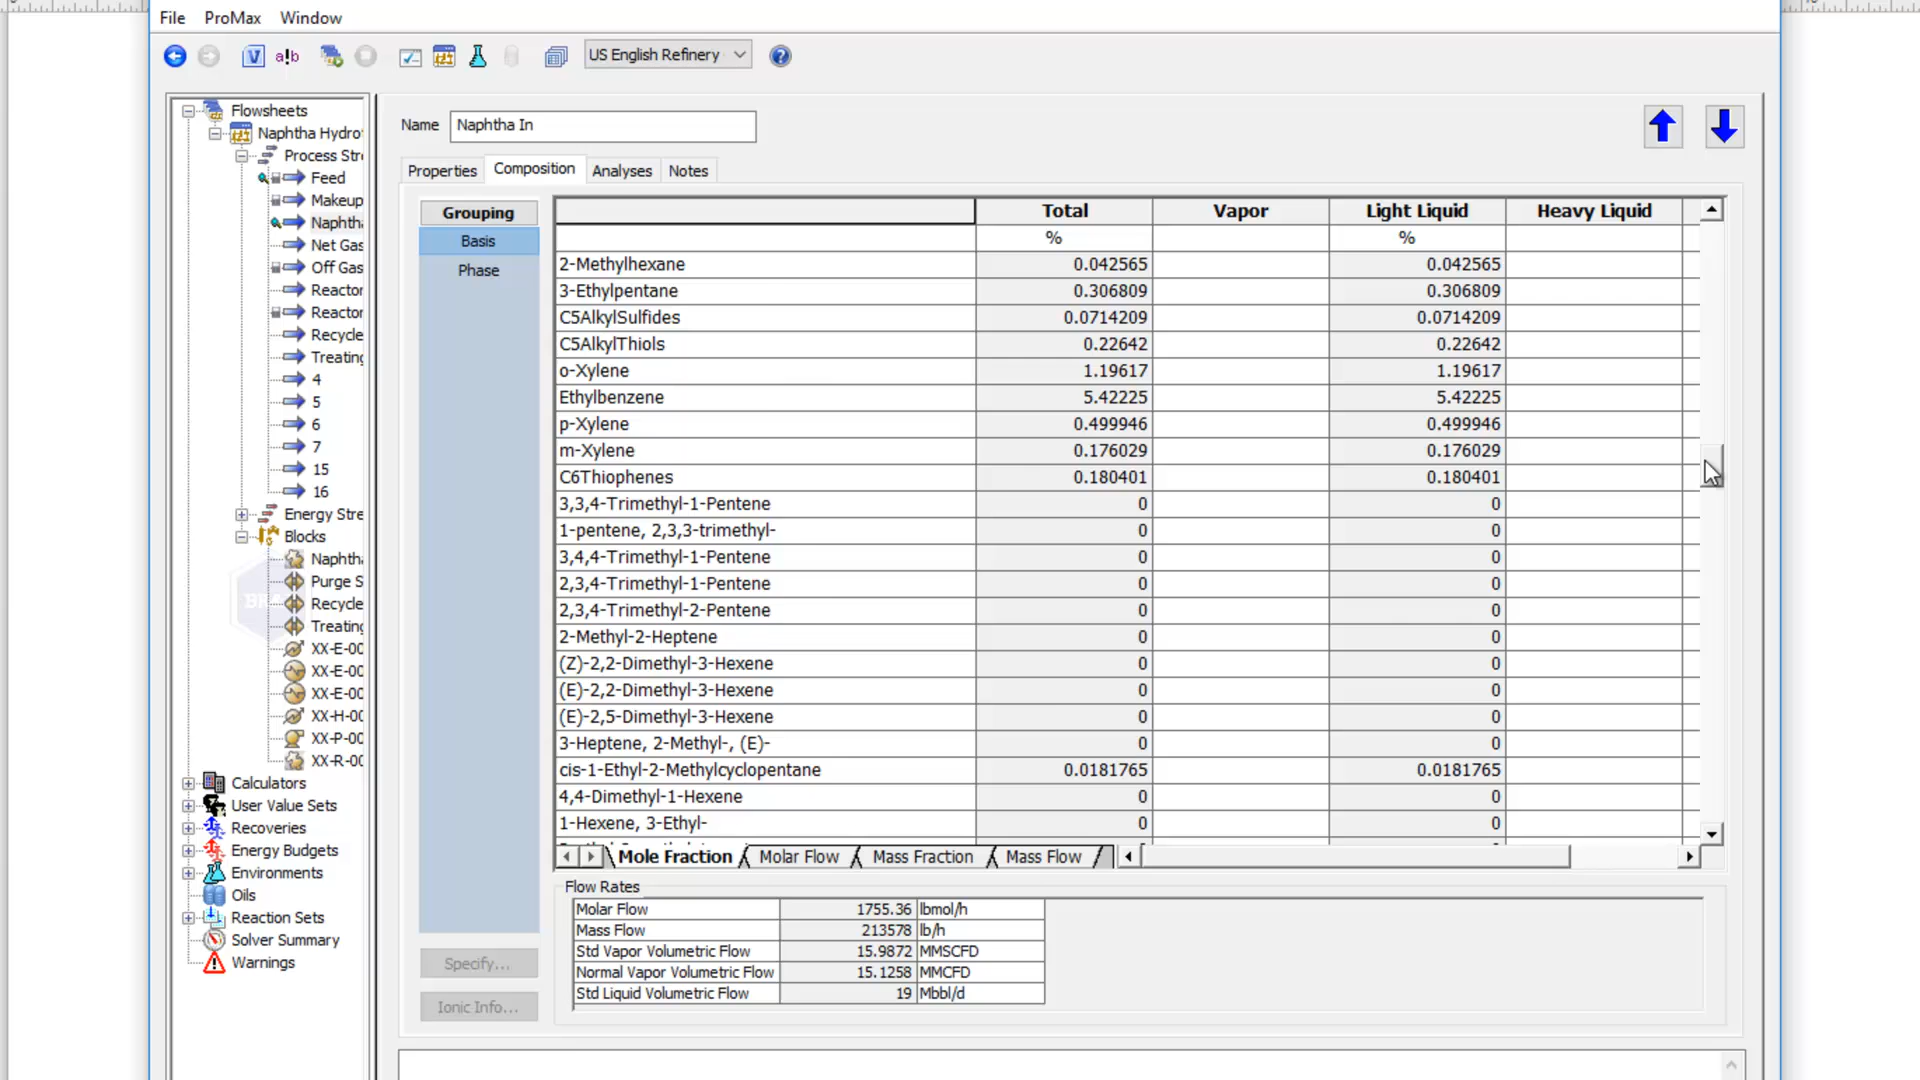 File ProMax Window
a!b US English Refinery
Flowsheets
Naphtha Hydro
Process Stre
Feed
Makeup
Naphtha
Net Gas
Off Gas
Reactor
Reactor
Recycle
Treating
4
5
6
7
15
16
Energy Stre
Blocks
Naphtha
Purge S
Recycle
Treating
XX-E-00
XX-E-00
XX-E-00
XX-H-00
XX-P-00
XX-R-00
Calculators
User Value Sets
Recoveries
Energy Budgets
Environments
Oils
Reaction Sets
Solver Summary
Warnings
Name Naphtha In
Properties Composition Analyses Notes
Grouping
Basis
Phase
Specify...
Ionic Info...
Total Vapor Light Liquid Heavy Liquid
% %
2-Methylhexane 0.042565 0.042565
3-Ethylpentane 0.306809 0.306809
C5AlkylSulfides 0.0714209 0.0714209
C5AlkylThiols 0.22642 0.22642
o-Xylene 1.19617 1.19617
Ethylbenzene 5.42225 5.42225
p-Xylene 0.499946 0.499946
m-Xylene 0.176029 0.176029
C6Thiophenes 0.180401 0.180401
3,3,4-Trimethyl-1-Pentene 0 0
1-pentene, 2,3,3-trimethyl- 0 0
3,4,4-Trimethyl-1-Pentene 0 0
2,3,4-Trimethyl-1-Pentene 0 0
2,3,4-Trimethyl-2-Pentene 0 0
2-Methyl-2-Heptene 0 0
(Z)-2,2-Dimethyl-3-Hexene 0 0
(E)-2,2-Dimethyl-3-Hexene 0 0
(E)-2,5-Dimethyl-3-Hexene 0 0
3-Heptene, 2-Methyl-, (E)- 0 0
cis-1-Ethyl-2-Methylcyclopentane 0.0181765 0.0181765
4,4-Dimethyl-1-Hexene 0 0
1-Hexene, 3-Ethyl- 0 0
Mole Fraction Molar Flow Mass Fraction Mass Flow
Flow Rates
Molar Flow 1755.36 lbmol/h
Mass Flow 213578 lb/h
Std Vapor Volumetric Flow 15.9872 MMSCFD
Normal Vapor Volumetric Flow 15.1258 MMCFD
Std Liquid Volumetric Flow 19 Mbbl/d